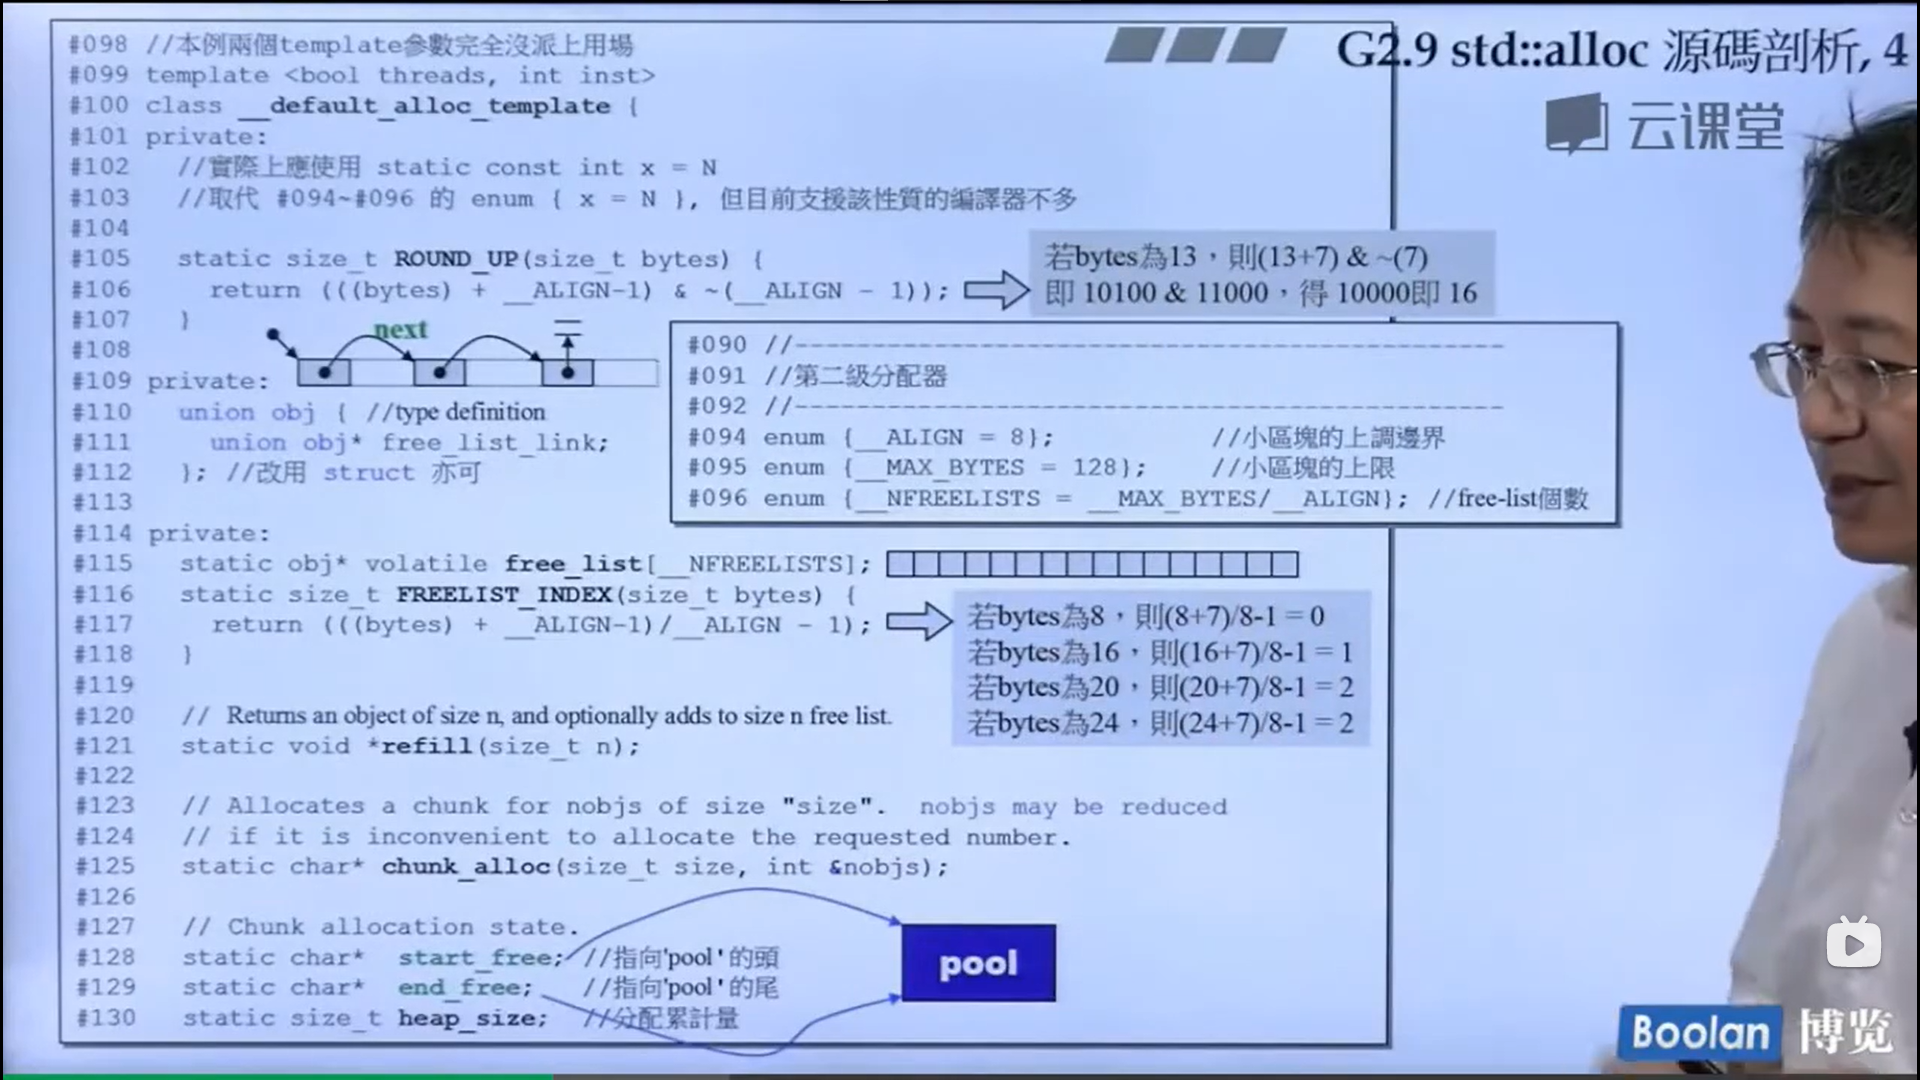 G2.9 std::alloc 源碼剖析, 4
云课堂
#098 //本例兩個template參數完全沒派上用場
#099 template <bool threads, int inst>
#100 class __default_alloc_template {
#101 private:
#102 //實際上應使用 static const int x = N
#103 //取代 #094~#096 的 enum { x = N }, 但目前支援該性質的編譯器不多
#104
#105 static size_t ROUND_UP(size_t bytes) {
#106 return (((bytes) + __ALIGN-1) & ~(__ALIGN - 1));
#107 }
若bytes為13，則(13+7) & ~(7)
即 10100 & 11000，得 10000即 16
next
#108
#109 private:
#110 union obj { //type definition
#111 union obj* free_list_link;
#112 }; //改用 struct 亦可
#113
#090 //----------------------------------------------
#091 //第二級分配器
#092 //----------------------------------------------
#094 enum {__ALIGN = 8}; //小區塊的上調邊界
#095 enum {__MAX_BYTES = 128}; //小區塊的上限
#096 enum {__NFREELISTS = __MAX_BYTES/__ALIGN}; //free-list個數
#114 private:
#115 static obj* volatile free_list[__NFREELISTS];
#116 static size_t FREELIST_INDEX(size_t bytes) {
#117 return (((bytes) + __ALIGN-1)/__ALIGN - 1);
#118 }
若bytes為8，則(8+7)/8-1 = 0
若bytes為16，則(16+7)/8-1 = 1
若bytes為20，則(20+7)/8-1 = 2
若bytes為24，則(24+7)/8-1 = 2
#119
#120 // Returns an object of size n, and optionally adds to size n free list.
#121 static void *refill(size_t n);
#122
#123 // Allocates a chunk for nobjs of size "size". nobjs may be reduced
#124 // if it is inconvenient to allocate the requested number.
#125 static char* chunk_alloc(size_t size, int &nobjs);
#126
#127 // Chunk allocation state.
#128 static char* start_free; //指向'pool'的頭
#129 static char* end_free; //指向'pool'的尾
#130 static size_t heap_size; //分配累計量
pool
Boolan 博览